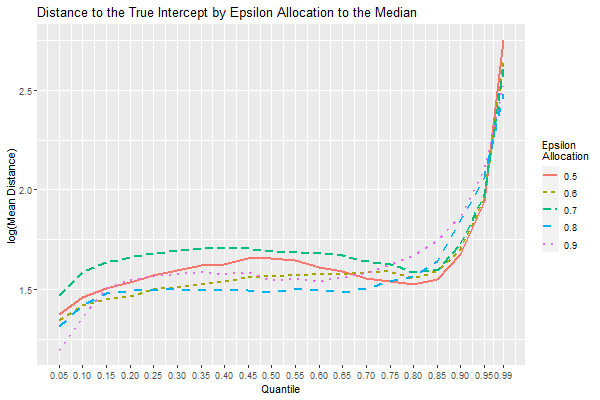 Distance to the True Intercept by Epsilon Allocation to the Median
log(Mean Distance)
2.5
2.0
1.5
0.05 0.10 0.15 0.20 0.25 0.30 0.35 0.40 0.45 0.50 0.55 0.60 0.65 0.70 0.75 0.80 0.85 0.90 0.95 0.99
Quantile
Epsilon
Allocation
0.5
0.6
0.7
0.8
0.9